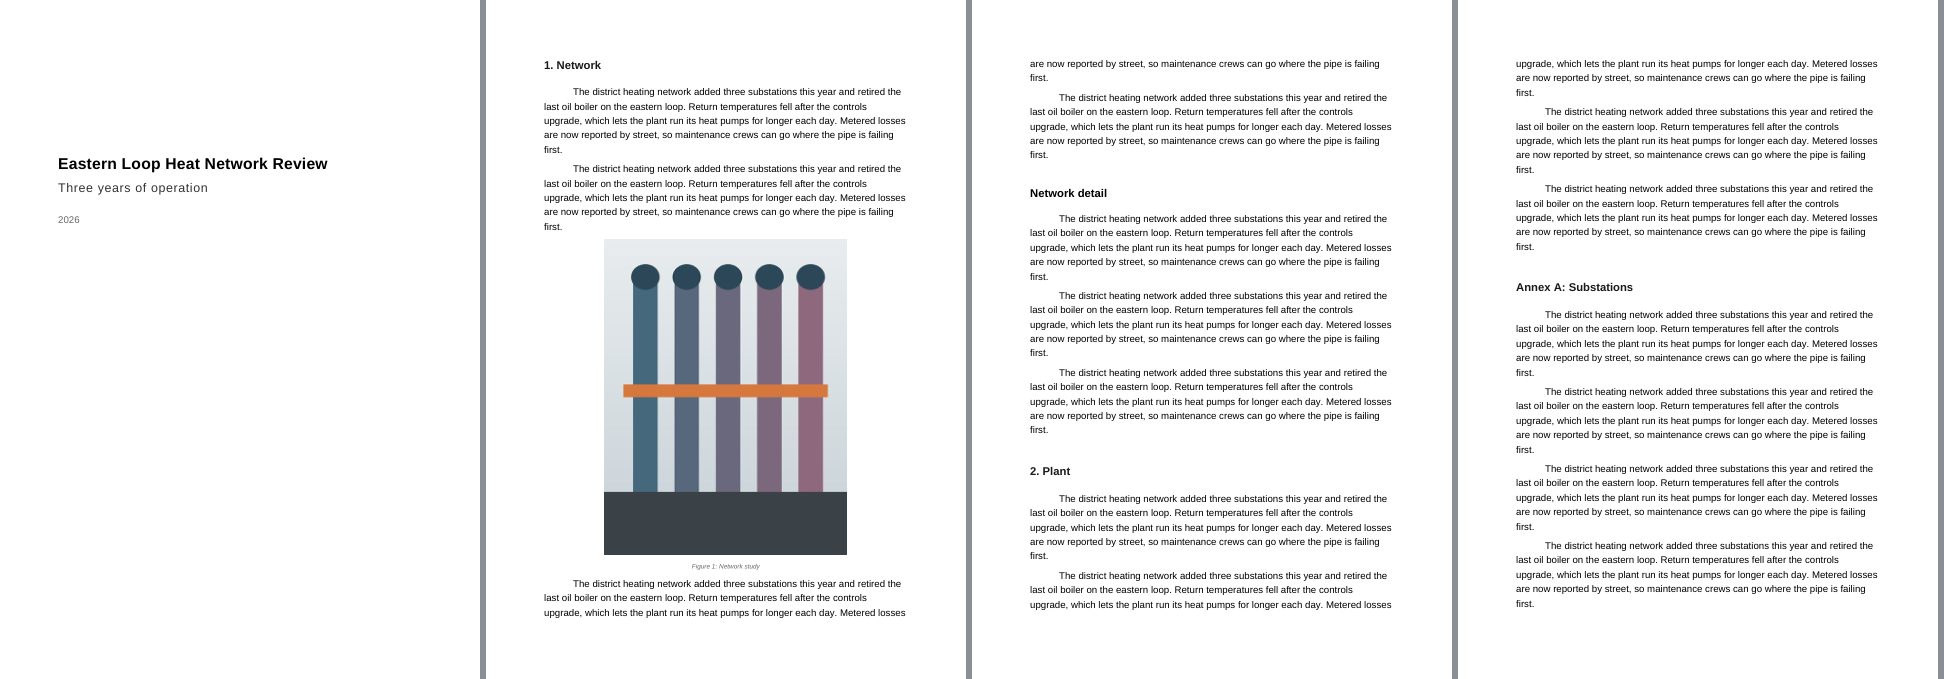 Eastern Loop Heat Network Review
Three years of operation
2026
1. Network
The district heating network added three substations this year and retired the
last oil boiler on the eastern loop. Return temperatures fell after the controls
upgrade, which lets the plant run its heat pumps for longer each day. Metered losses
are now reported by street, so maintenance crews can go where the pipe is failing
first.
The district heating network added three substations this year and retired the
last oil boiler on the eastern loop. Return temperatures fell after the controls
upgrade, which lets the plant run its heat pumps for longer each day. Metered losses
are now reported by street, so maintenance crews can go where the pipe is failing
first.
Figure 1: Network study
The district heating network added three substations this year and retired the
last oil boiler on the eastern loop. Return temperatures fell after the controls
upgrade, which lets the plant run its heat pumps for longer each day. Metered losses
are now reported by street, so maintenance crews can go where the pipe is failing
first.
The district heating network added three substations this year and retired the
last oil boiler on the eastern loop. Return temperatures fell after the controls
upgrade, which lets the plant run its heat pumps for longer each day. Metered losses
are now reported by street, so maintenance crews can go where the pipe is failing
first.
Network detail
The district heating network added three substations this year and retired the
last oil boiler on the eastern loop. Return temperatures fell after the controls
upgrade, which lets the plant run its heat pumps for longer each day. Metered losses
are now reported by street, so maintenance crews can go where the pipe is failing
first.
The district heating network added three substations this year and retired the
last oil boiler on the eastern loop. Return temperatures fell after the controls
upgrade, which lets the plant run its heat pumps for longer each day. Metered losses
are now reported by street, so maintenance crews can go where the pipe is failing
first.
The district heating network added three substations this year and retired the
last oil boiler on the eastern loop. Return temperatures fell after the controls
upgrade, which lets the plant run its heat pumps for longer each day. Metered losses
are now reported by street, so maintenance crews can go where the pipe is failing
first.
2. Plant
The district heating network added three substations this year and retired the
last oil boiler on the eastern loop. Return temperatures fell after the controls
upgrade, which lets the plant run its heat pumps for longer each day. Metered losses
are now reported by street, so maintenance crews can go where the pipe is failing
first.
The district heating network added three substations this year and retired the
last oil boiler on the eastern loop. Return temperatures fell after the controls
upgrade, which lets the plant run its heat pumps for longer each day. Metered losses
upgrade, which lets the plant run its heat pumps for longer each day. Metered losses
are now reported by street, so maintenance crews can go where the pipe is failing
first.
The district heating network added three substations this year and retired the
last oil boiler on the eastern loop. Return temperatures fell after the controls
upgrade, which lets the plant run its heat pumps for longer each day. Metered losses
are now reported by street, so maintenance crews can go where the pipe is failing
first.
The district heating network added three substations this year and retired the
last oil boiler on the eastern loop. Return temperatures fell after the controls
upgrade, which lets the plant run its heat pumps for longer each day. Metered losses
are now reported by street, so maintenance crews can go where the pipe is failing
first.
Annex A: Substations
The district heating network added three substations this year and retired the
last oil boiler on the eastern loop. Return temperatures fell after the controls
upgrade, which lets the plant run its heat pumps for longer each day. Metered losses
are now reported by street, so maintenance crews can go where the pipe is failing
first.
The district heating network added three substations this year and retired the
last oil boiler on the eastern loop. Return temperatures fell after the controls
upgrade, which lets the plant run its heat pumps for longer each day. Metered losses
are now reported by street, so maintenance crews can go where the pipe is failing
first.
The district heating network added three substations this year and retired the
last oil boiler on the eastern loop. Return temperatures fell after the controls
upgrade, which lets the plant run its heat pumps for longer each day. Metered losses
are now reported by street, so maintenance crews can go where the pipe is failing
first.
The district heating network added three substations this year and retired the
last oil boiler on the eastern loop. Return temperatures fell after the controls
upgrade, which lets the plant run its heat pumps for longer each day. Metered losses
are now reported by street, so maintenance crews can go where the pipe is failing
first.